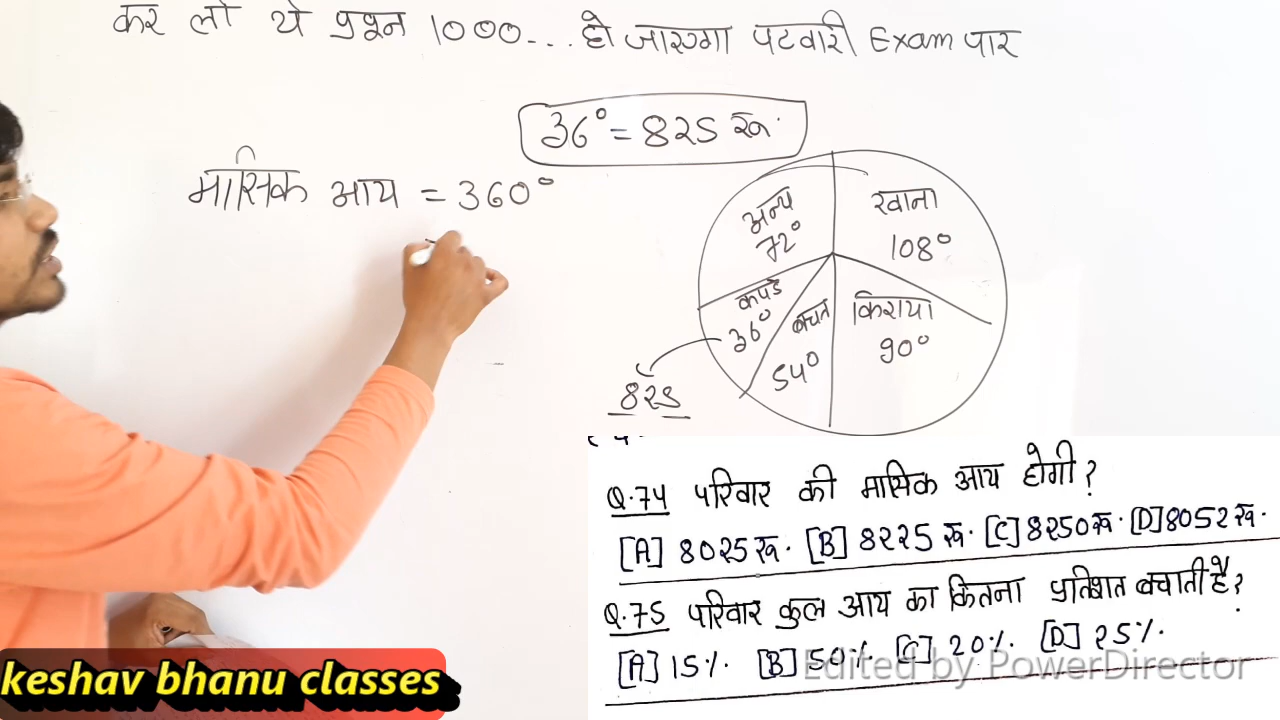 कर लो ये प्रश्न 1000... हो जाएगा पटवारी Exam पार
36° = 825 रू.
मासिक आय = 360°
अन्य
72°
खाना
108°
कपडे
36°
बचत
54°
किराया
90°
825
Q.74 परिवार की मासिक आय होगी?
[A] 8025 रू. [B] 8225 रू. [C] 8250 रू. [D] 8052 रू.
Q.75 परिवार कुल आय का कितना प्रतिशत बचाती है?
[A] 15%. [B] 50%. [C] 20%. [D] 25%.
Edited by PowerDirector
keshav bhanu classes